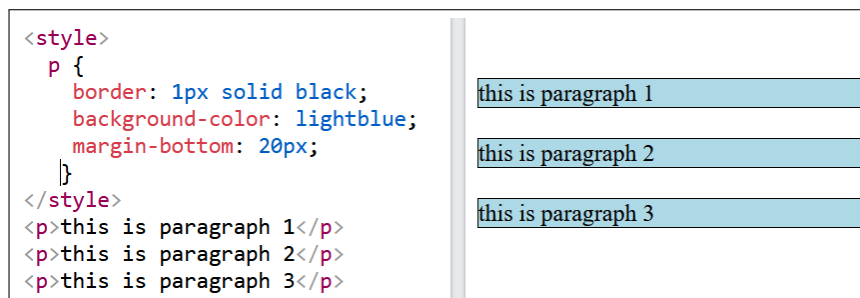 <style>
p {
border: 1px solid black;
background-color: lightblue;
margin-bottom: 20px;
}
</style>
<p>this is paragraph 1</p>
<p>this is paragraph 2</p>
<p>this is paragraph 3</p>
this is paragraph 1
this is paragraph 2
this is paragraph 3